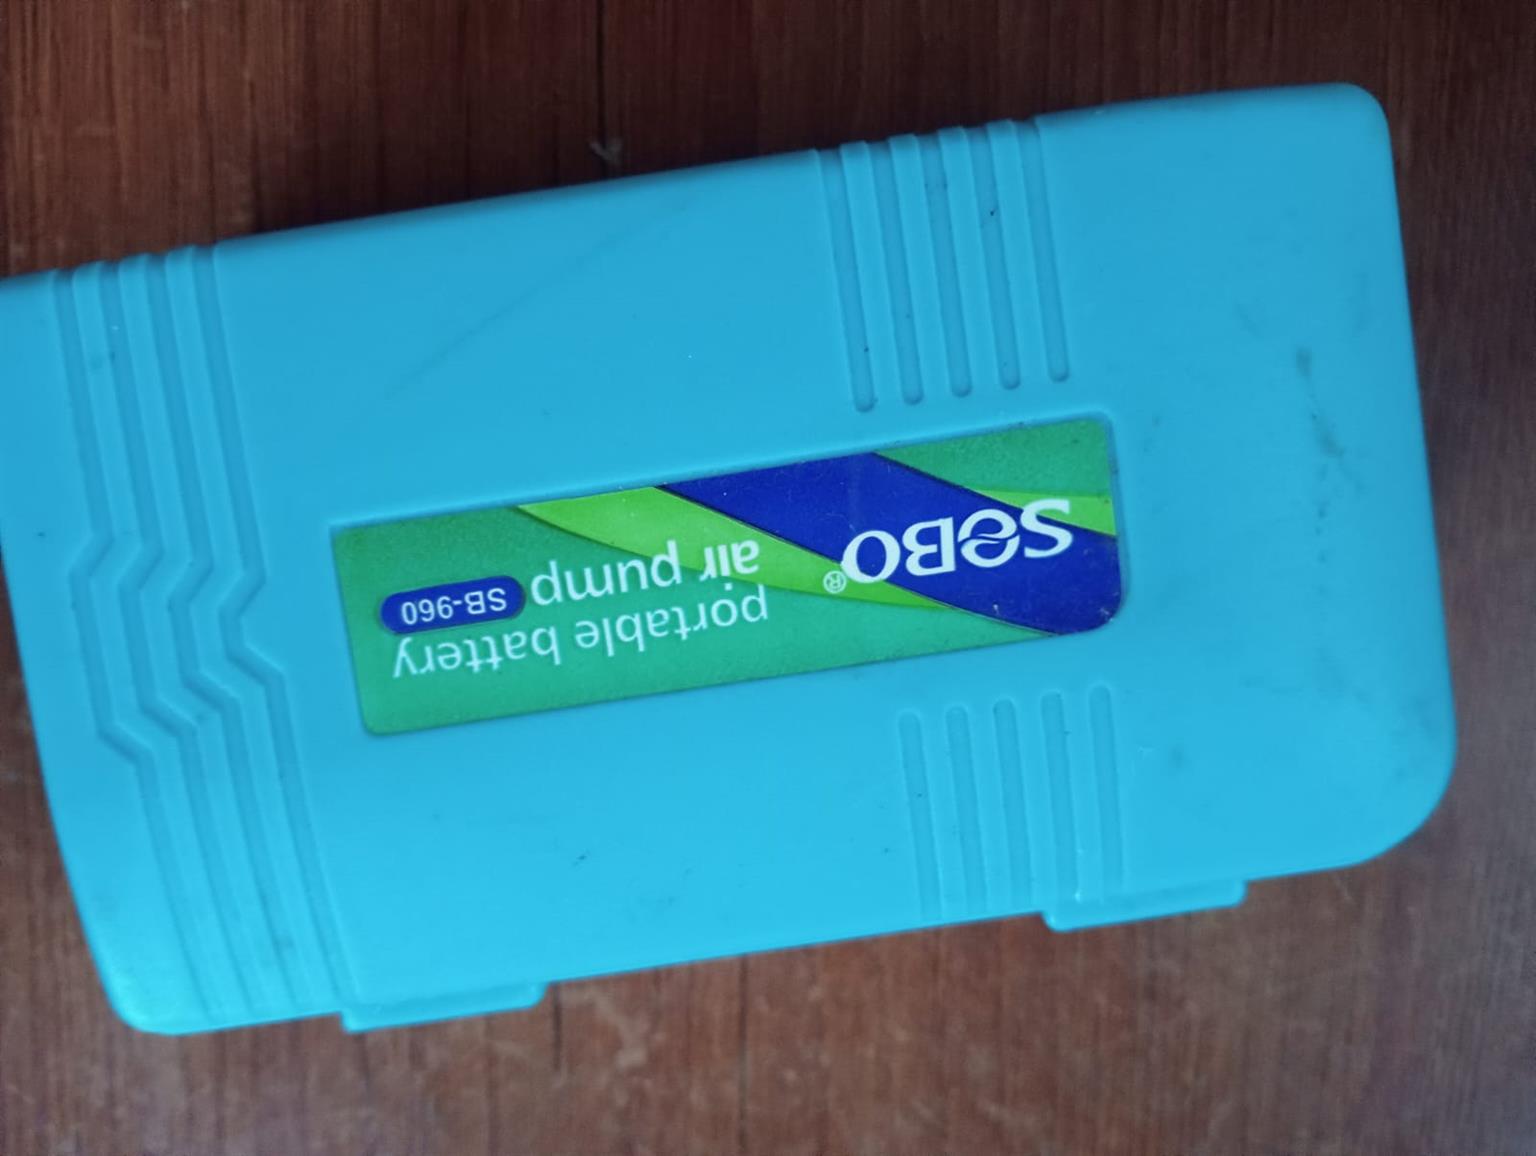 SOBO®
portable battery
air pump SB-960